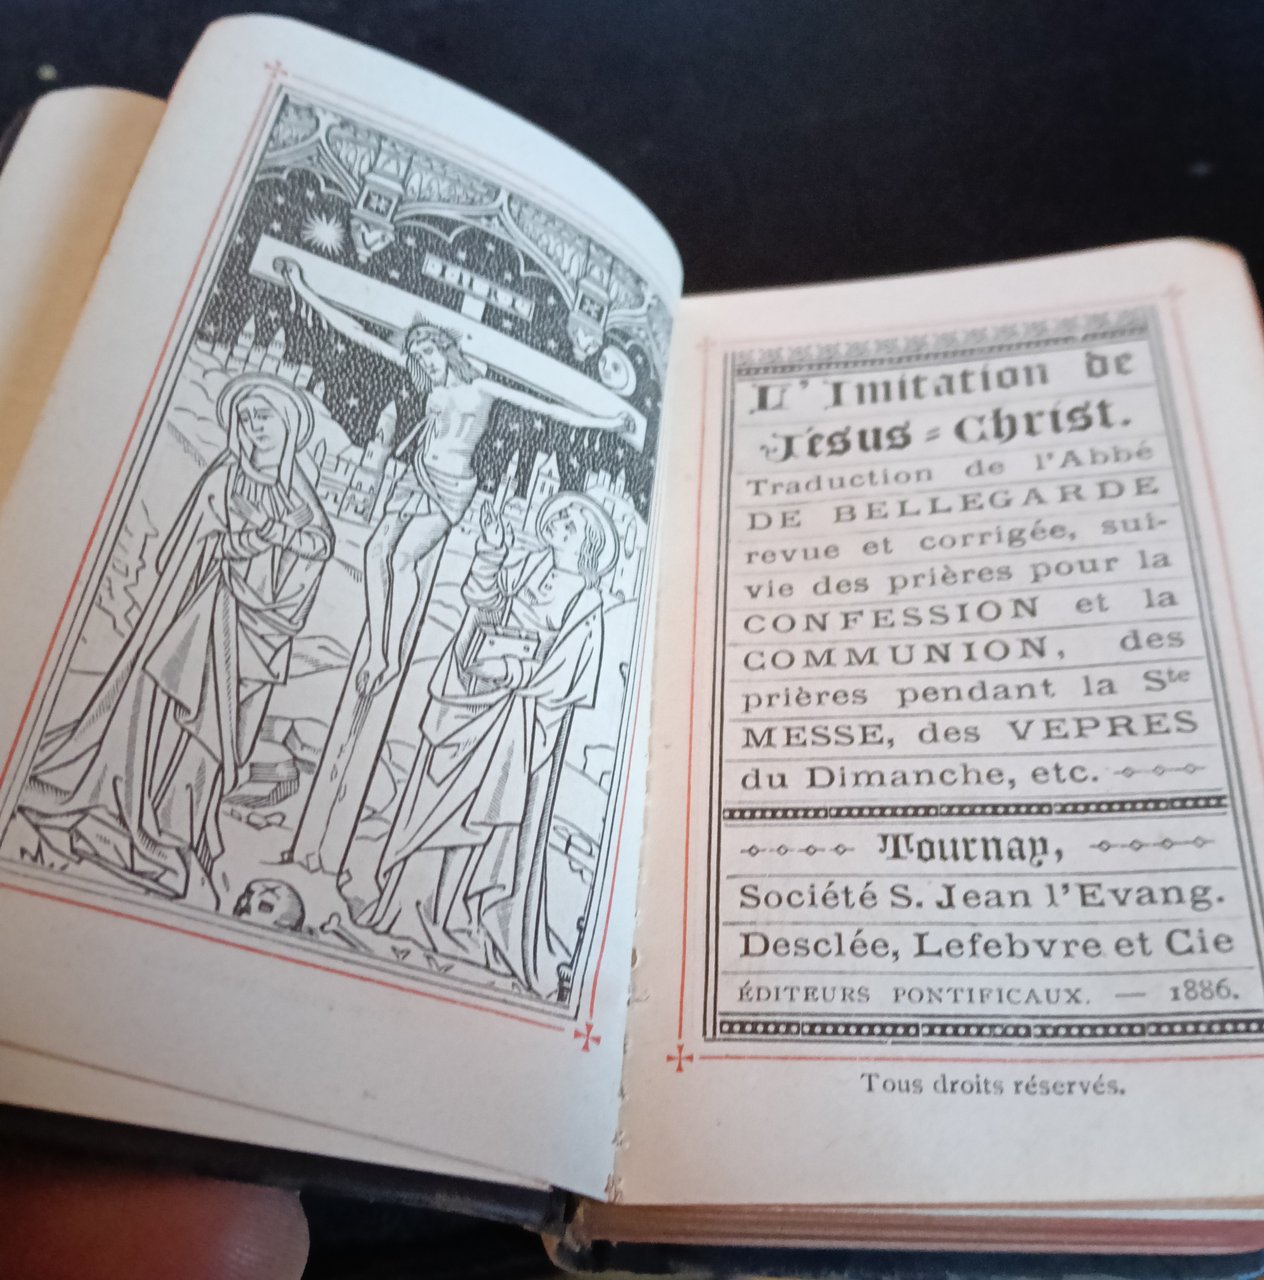 L' Imitation de
Jésus-Christ.
Traduction de l'Abbé
DE BELLEGARDE
revue et corrigée, sui-
vie des prières pour la
CONFESSION et la
COMMUNION, des
prières pendant la Ste
MESSE, des VEPRES
du Dimanche, etc.
Tournay,
Société S. Jean l'Evang.
Desclée, Lefebvre et Cie
ÉDITEURS PONTIFICAUX. — 1886.
Tous droits réservés.